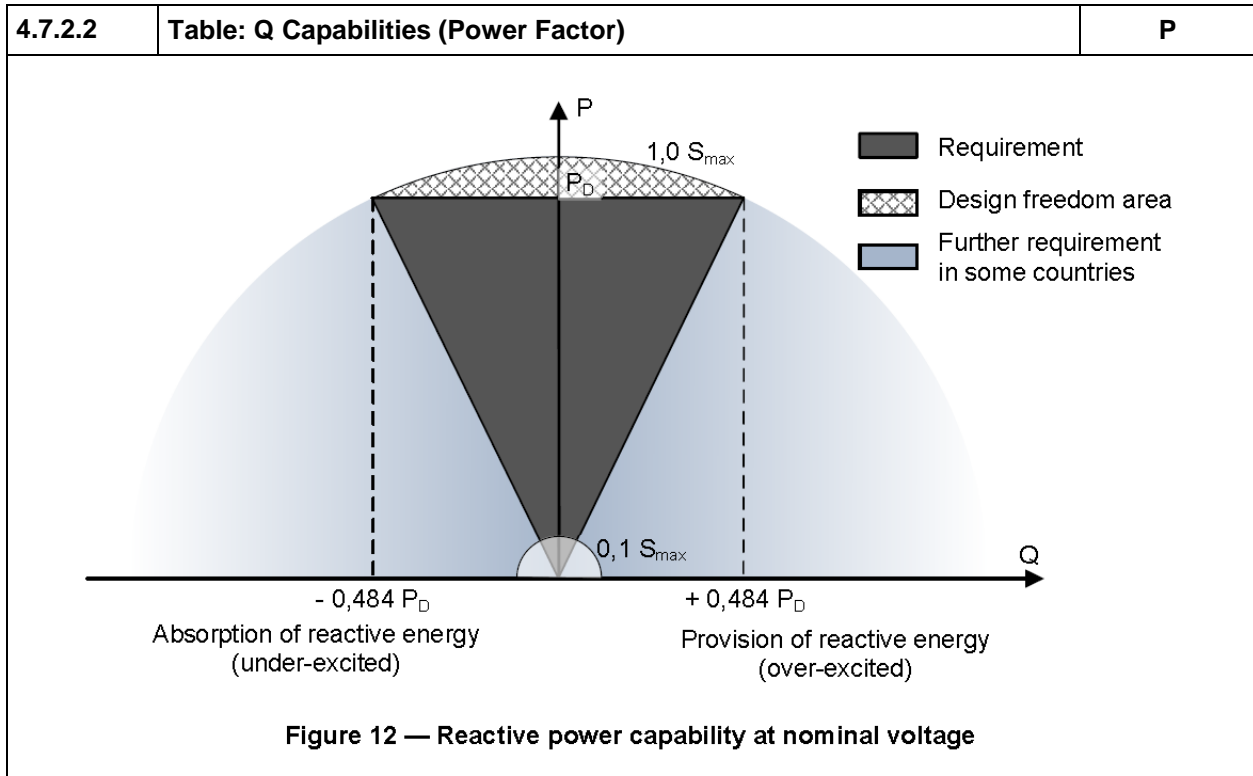 4.7.2.2 Table: Q Capabilities (Power Factor) P
P
1,0 Smax
PD
Requirement
Design freedom area
Further requirement
in some countries
0,1 Smax
Q
- 0,484 PD
+ 0,484 PD
Absorption of reactive energy
(under-excited)
Provision of reactive energy
(over-excited)
Figure 12 — Reactive power capability at nominal voltage